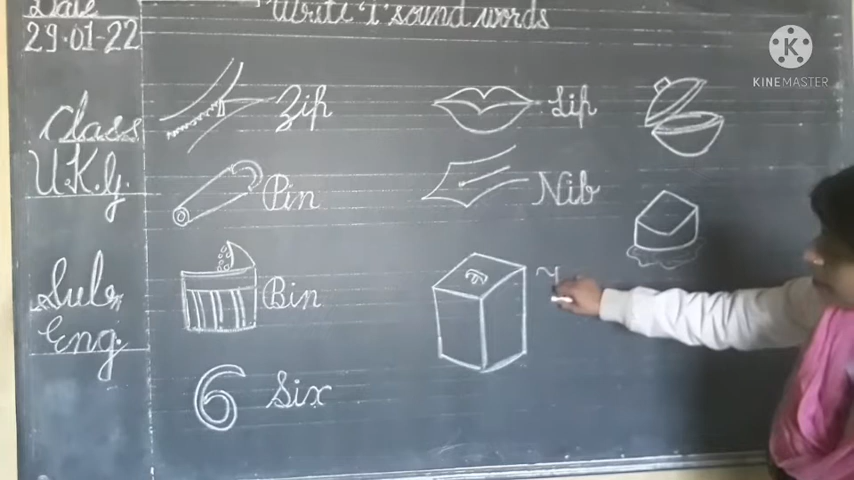 Date
29.01.22
Class
U.K.g.
Sub.
Eng.
Write 'i' sound words
Zip
Pin
Bin
6 Six
Lip
Nib
K
KINEMASTER